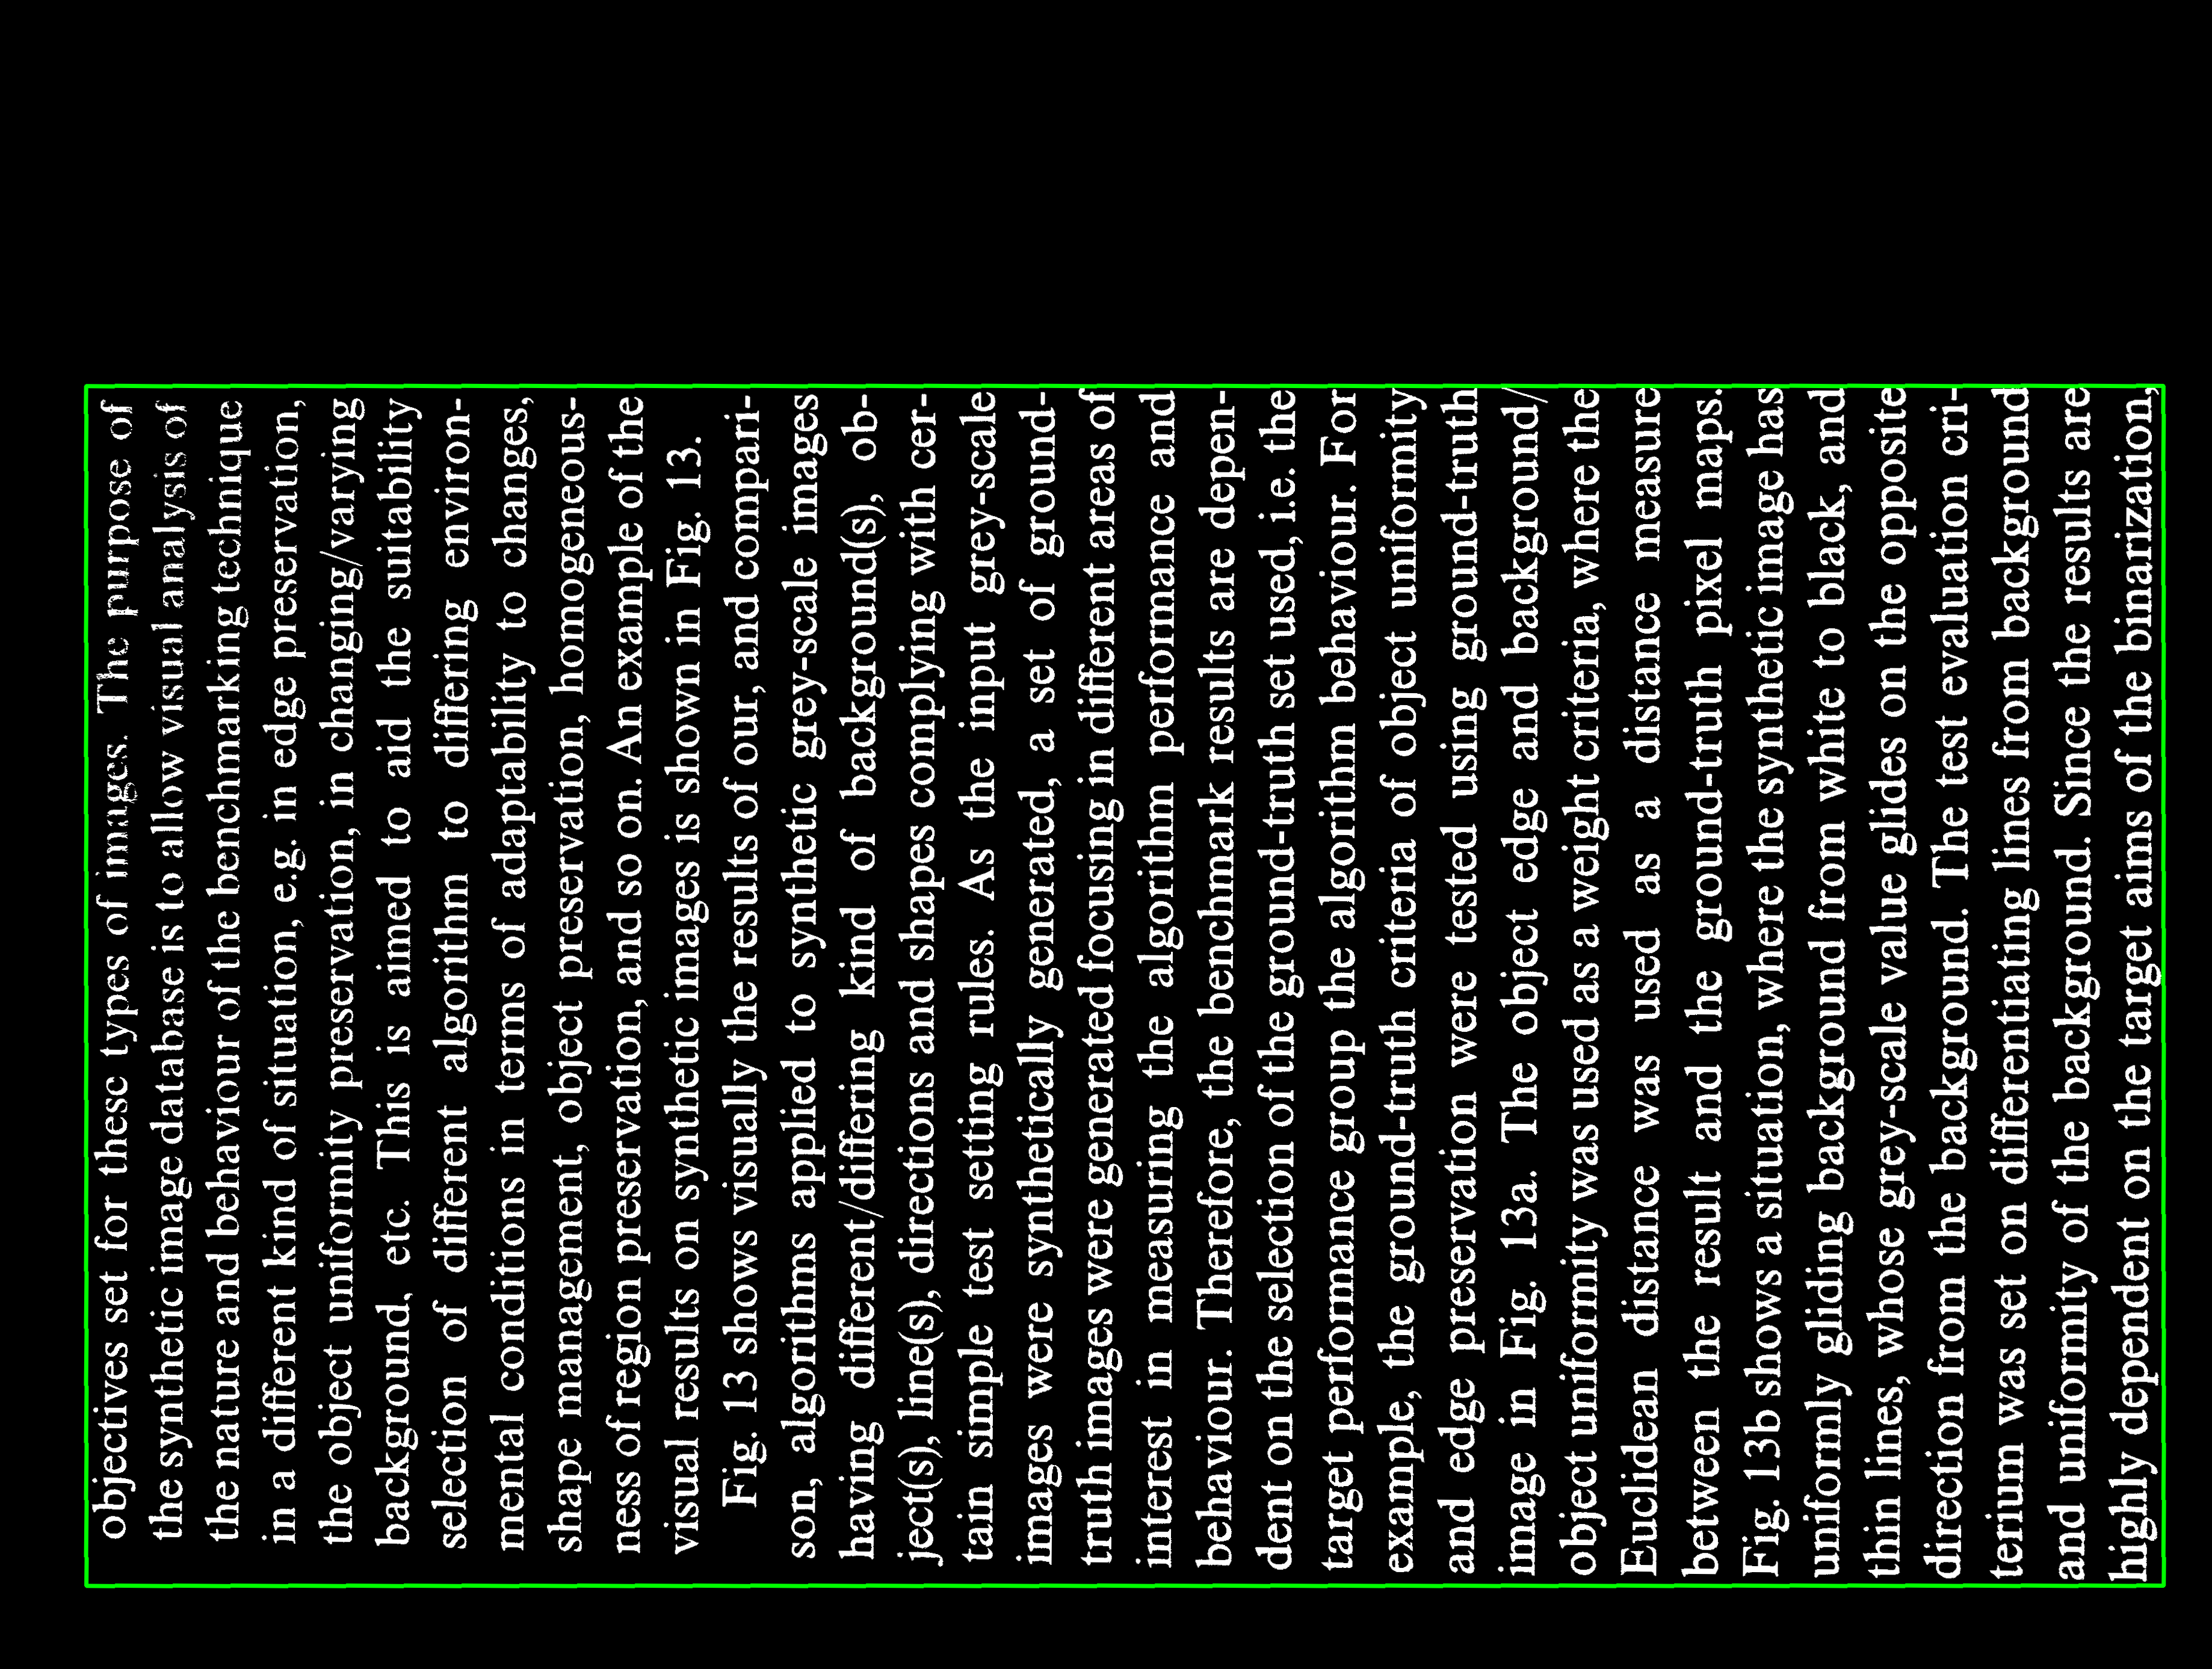 objectives set for these types of images. The purpose of
the synthetic image database is to allow visual analysis of
the nature and behaviour of the benchmarking technique
in a different kind of situation, e.g. in edge preservation,
the object uniformity preservation, in changing/varying
background, etc. This is aimed to aid the suitability
selection of different algorithm to differing environ-
mental conditions in terms of adaptability to changes,
shape management, object preservation, homogeneous-
ness of region preservation, and so on. An example of the
visual results on synthetic images is shown in Fig. 13.
Fig. 13 shows visually the results of our, and compari-
son, algorithms applied to synthetic grey-scale images
having different/differing kind of background(s), ob-
ject(s), line(s), directions and shapes complying with cer-
tain simple test setting rules. As the input grey-scale
images were synthetically generated, a set of ground-
truth images were generated focusing in different areas of
interest in measuring the algorithm performance and
behaviour. Therefore, the benchmark results are depen-
dent on the selection of the ground-truth set used, i.e. the
target performance group the algorithm behaviour. For
example, the ground-truth criteria of object uniformity
and edge preservation were tested using ground-truth
image in Fig. 13a. The object edge and background/
object uniformity was used as a weight criteria, where the
Euclidean distance was used as a distance measure
between the result and the ground-truth pixel maps.
Fig. 13b shows a situation, where the synthetic image has
uniformly gliding background from white to black, and
thin lines, whose grey-scale value glides on the opposite
direction from the background. The test evaluation cri-
terium was set on differentiating lines from background
and uniformity of the background. Since the results are
highly dependent on the target aims of the binarization,